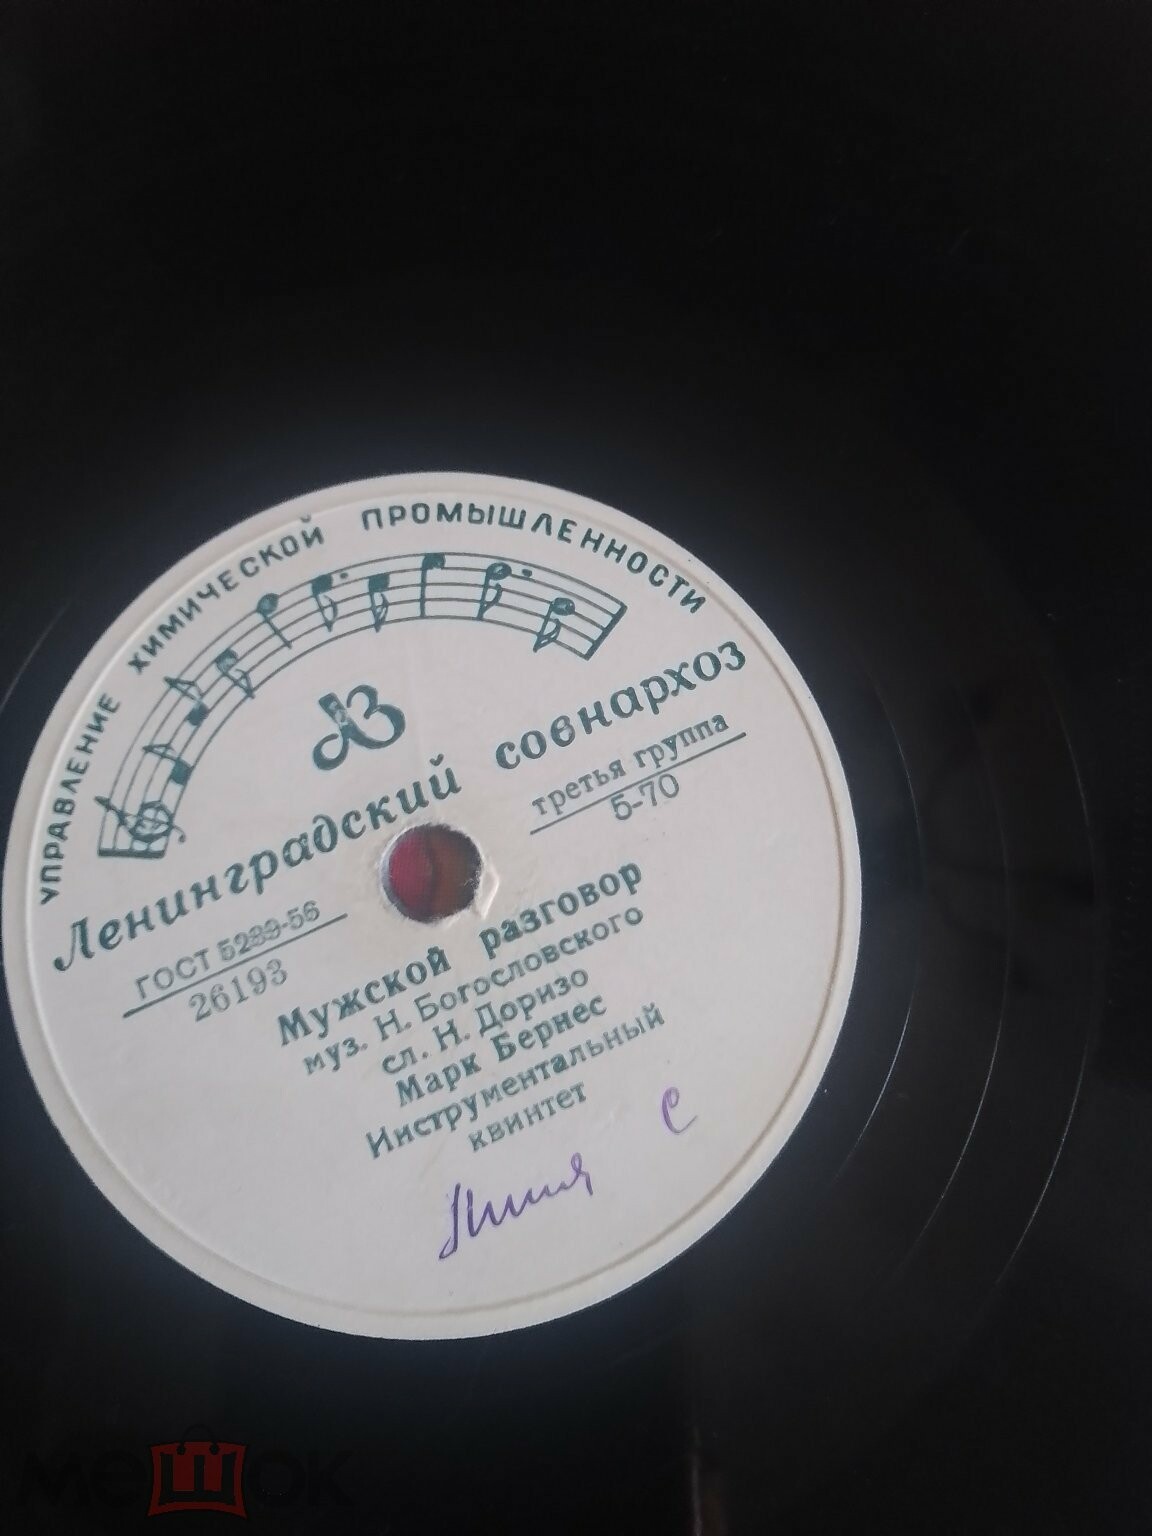 УПРАВЛЕНИЕ ХИМИЧЕСКОЙ ПРОМЫШЛЕННОСТИ
Ленинградский совнархоз
ГОСТ 5289-56
26193
третья группа
5-70
Мужской разговор
муз. Н. Богословского
сл. Н. Доризо
Марк Бернес
Инструментальный
квинтет
С
мешок